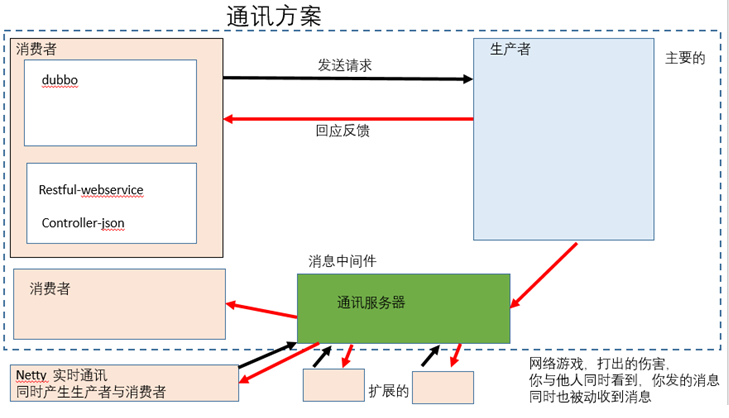 通讯方案
消费者
dubbo
Restful-webservice
Controller-json
发送请求
回应反馈
生产者
主要的
消息中间件
通讯服务器
消费者
Netty 实时通讯
同时产生生产者与消费者
扩展的
网络游戏，打出的伤害，
你与他人同时看到，你发的消息
同时也被动收到消息